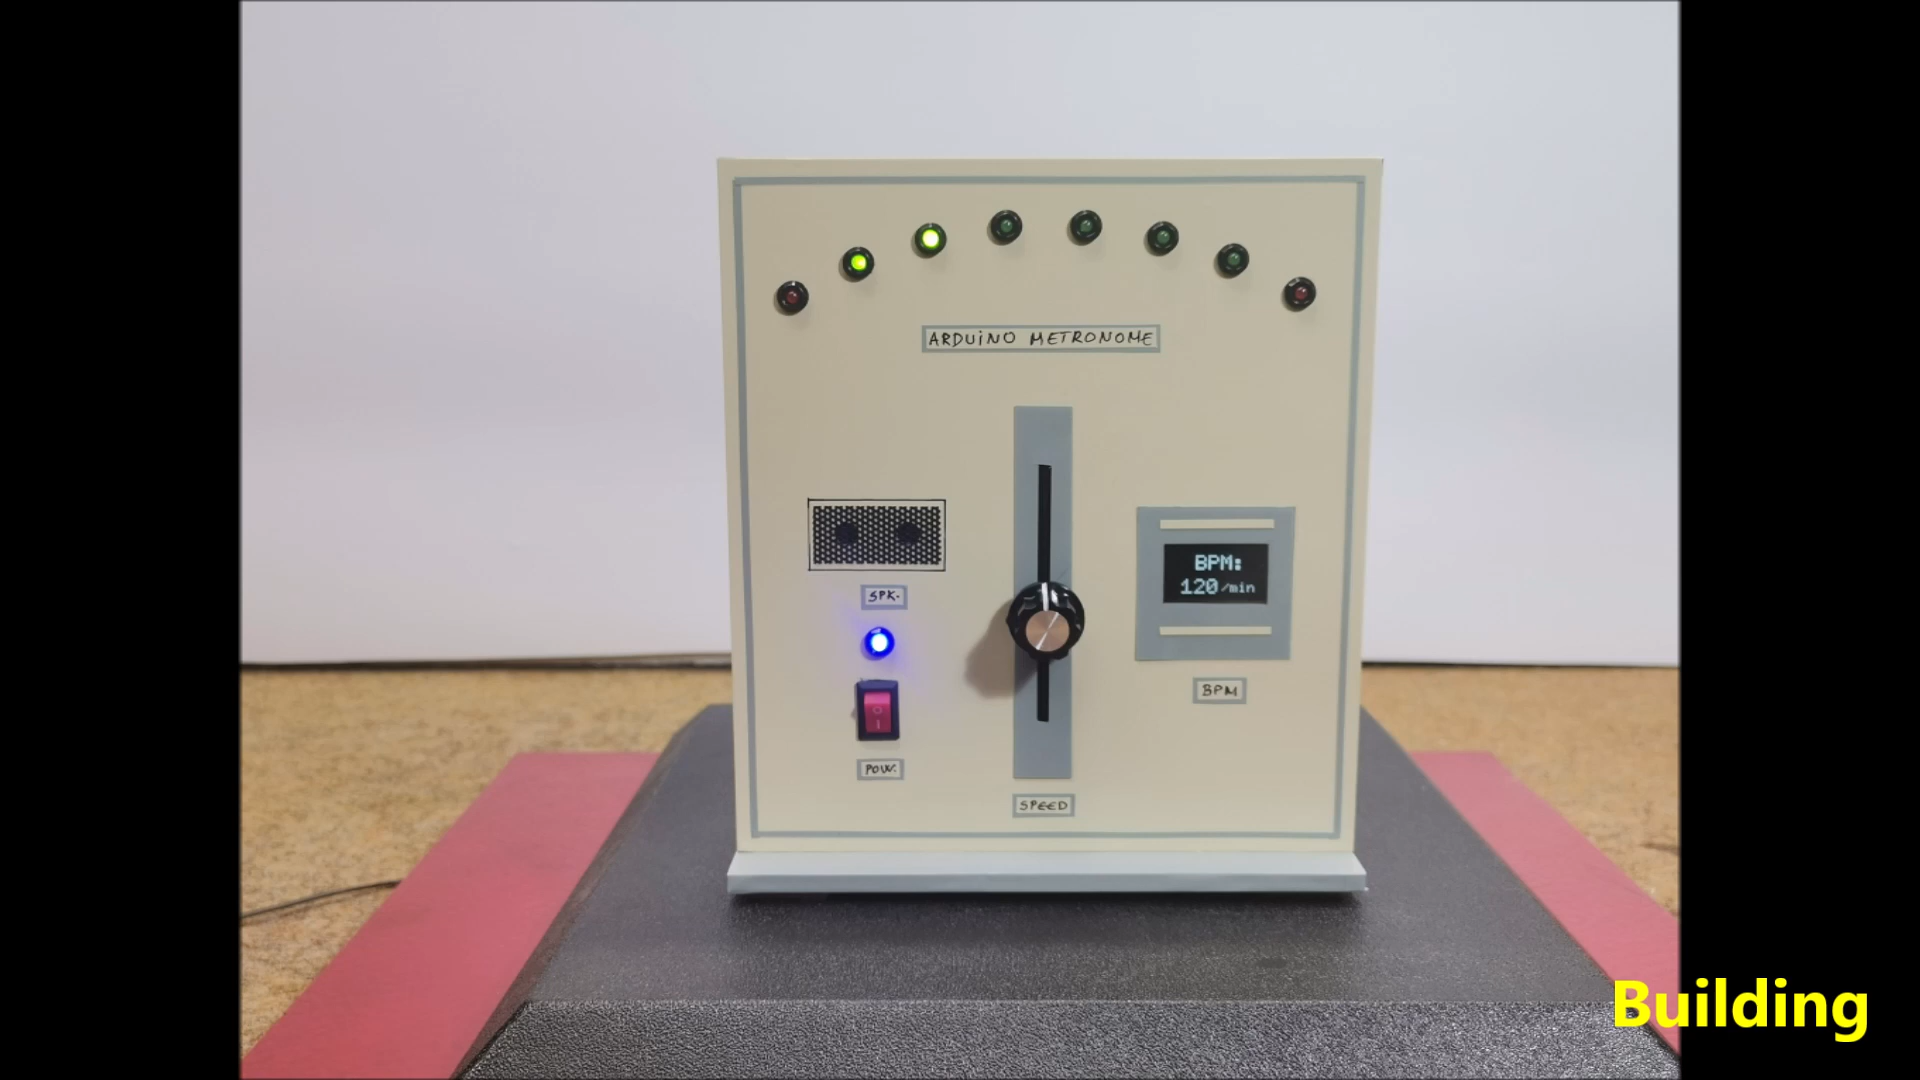 ARDUiNO METRONOME
BPM:
120/min
SPK.
BPM
O
I
POW.
SPEED
Building